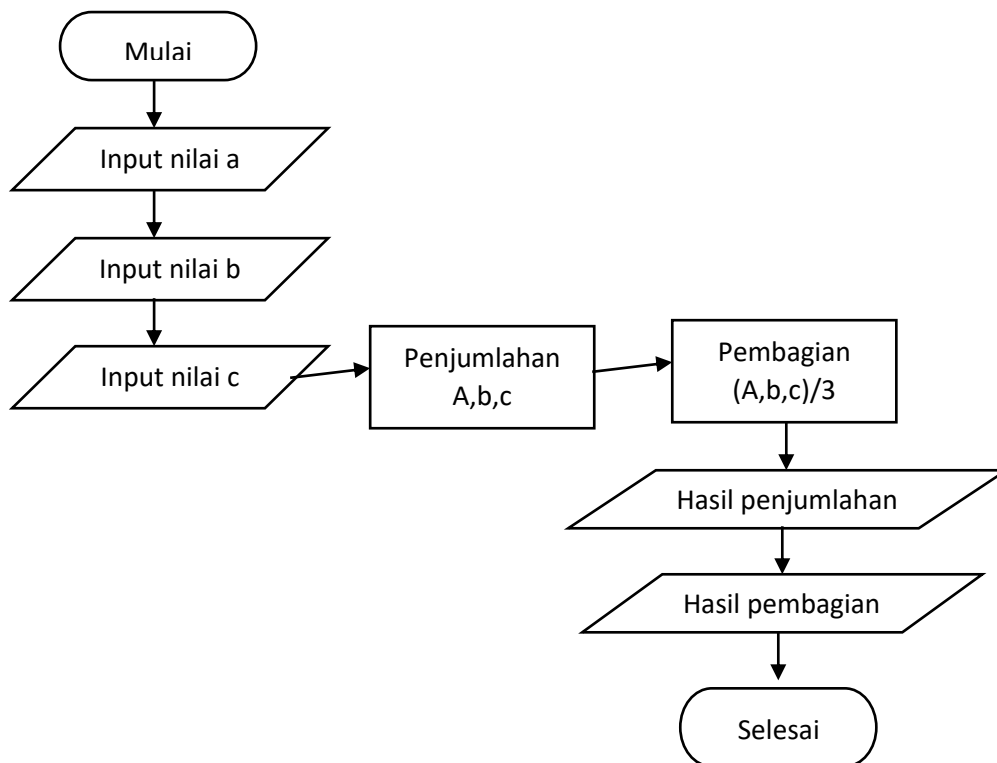 Mulai
Input nilai a
Input nilai b
Input nilai c
Penjumlahan
A,b,c
Pembagian
(A,b,c)/3
Hasil penjumlahan
Hasil pembagian
Selesai